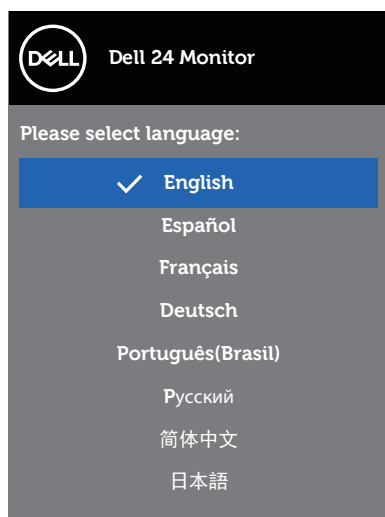 DELL
Dell 24 Monitor
Please select language:
English
Español
Français
Deutsch
Português(Brasil)
Русский
简体中文
日本語